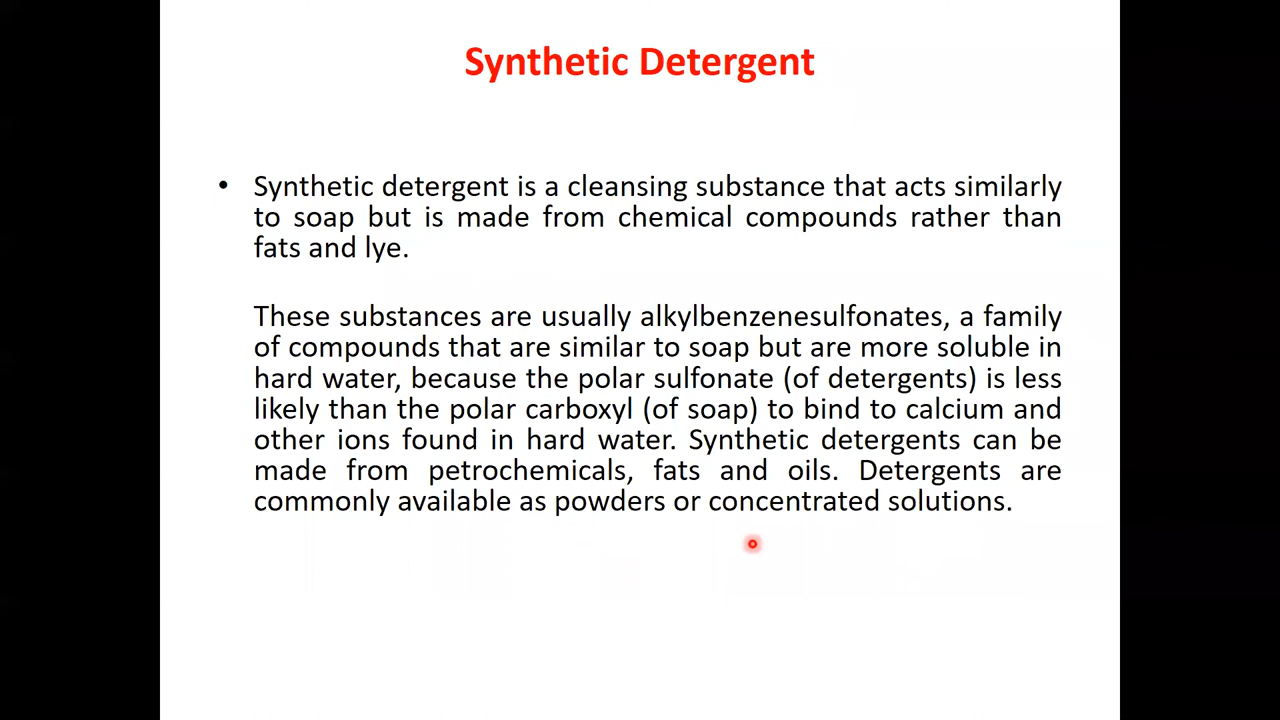 Synthetic Detergent
• Synthetic detergent is a cleansing substance that acts similarly
to soap but is made from chemical compounds rather than
fats and lye.
These substances are usually alkylbenzenesulfonates, a family
of compounds that are similar to soap but are more soluble in
hard water, because the polar sulfonate (of detergents) is less
likely than the polar carboxyl (of soap) to bind to calcium and
other ions found in hard water. Synthetic detergents can be
made from petrochemicals, fats and oils. Detergents are
commonly available as powders or concentrated solutions.